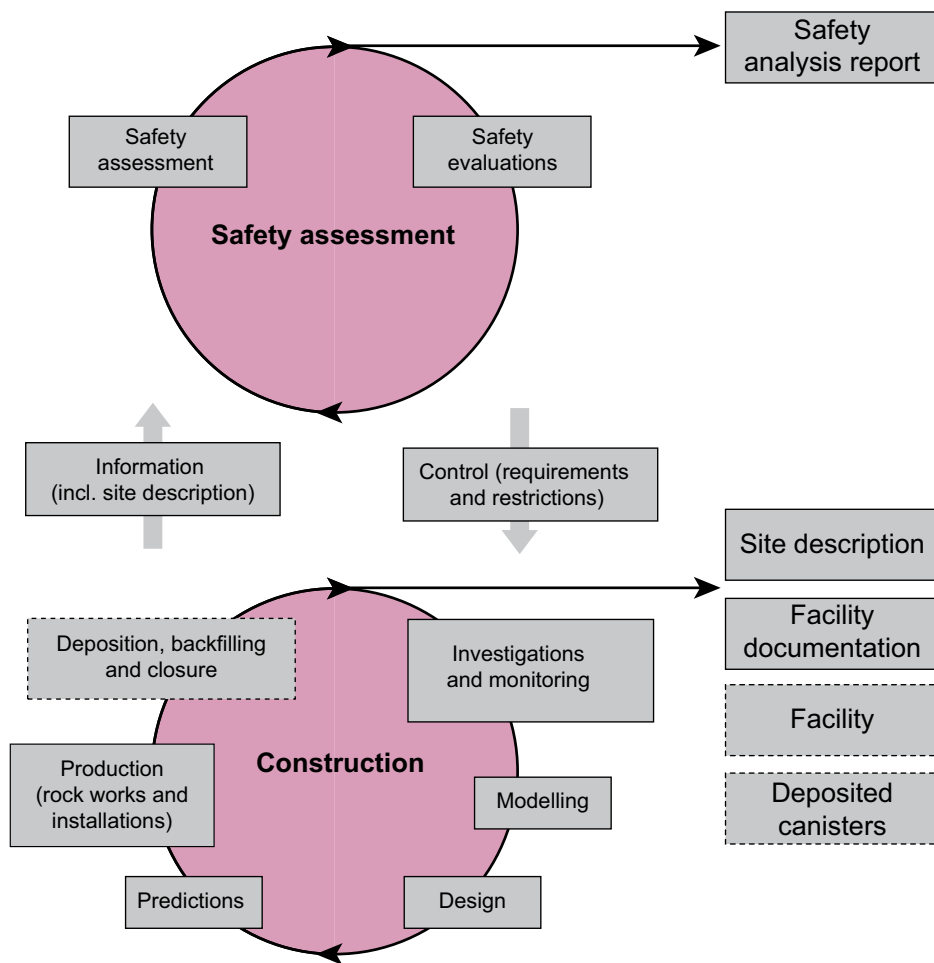 Safety
analysis report
Safety
assessment
Safety
evaluations
Safety assessment
Information
(incl. site description)
Control (requirements
and restrictions)
Site description
Deposition, backfilling
and closure
Investigations
and monitoring
Facility
documentation
Facility
Construction
Production
(rock works and
installations)
Modelling
Deposited
canisters
Predictions
Design